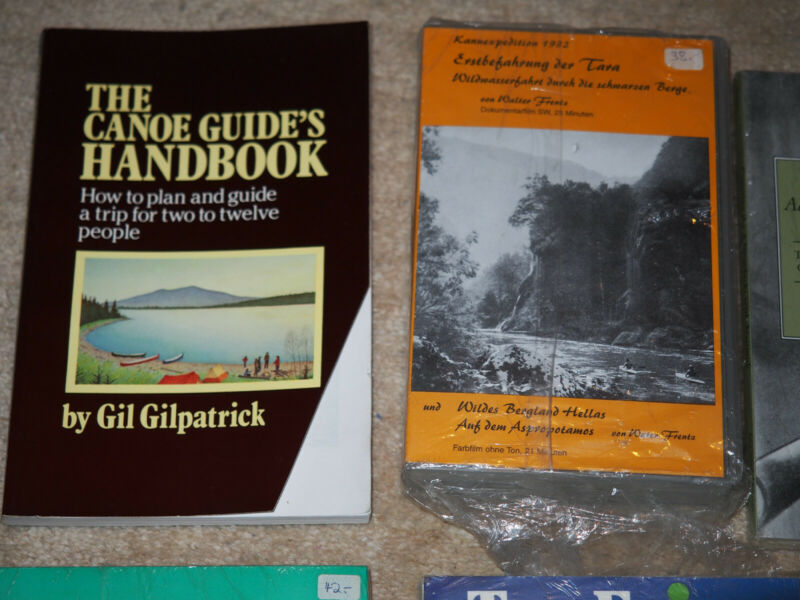 THE
CANOE GUIDE'S
HANDBOOK
How to plan and guide
a trip for two to twelve
people
by Gil Gilpatrick
Kanuexpedition 1932
38.-
Erstbefahrung der Tara
Wildwasserfahrt durch die schwarzen Berge.
von Walter Frentz
Dokumentarfilm SW, 25 Minuten
und Wildes Bergland Hellas
Auf dem Aspropotamos von Walter Frentz
Farbfilm ohne Ton, 21 Minuten
42.-